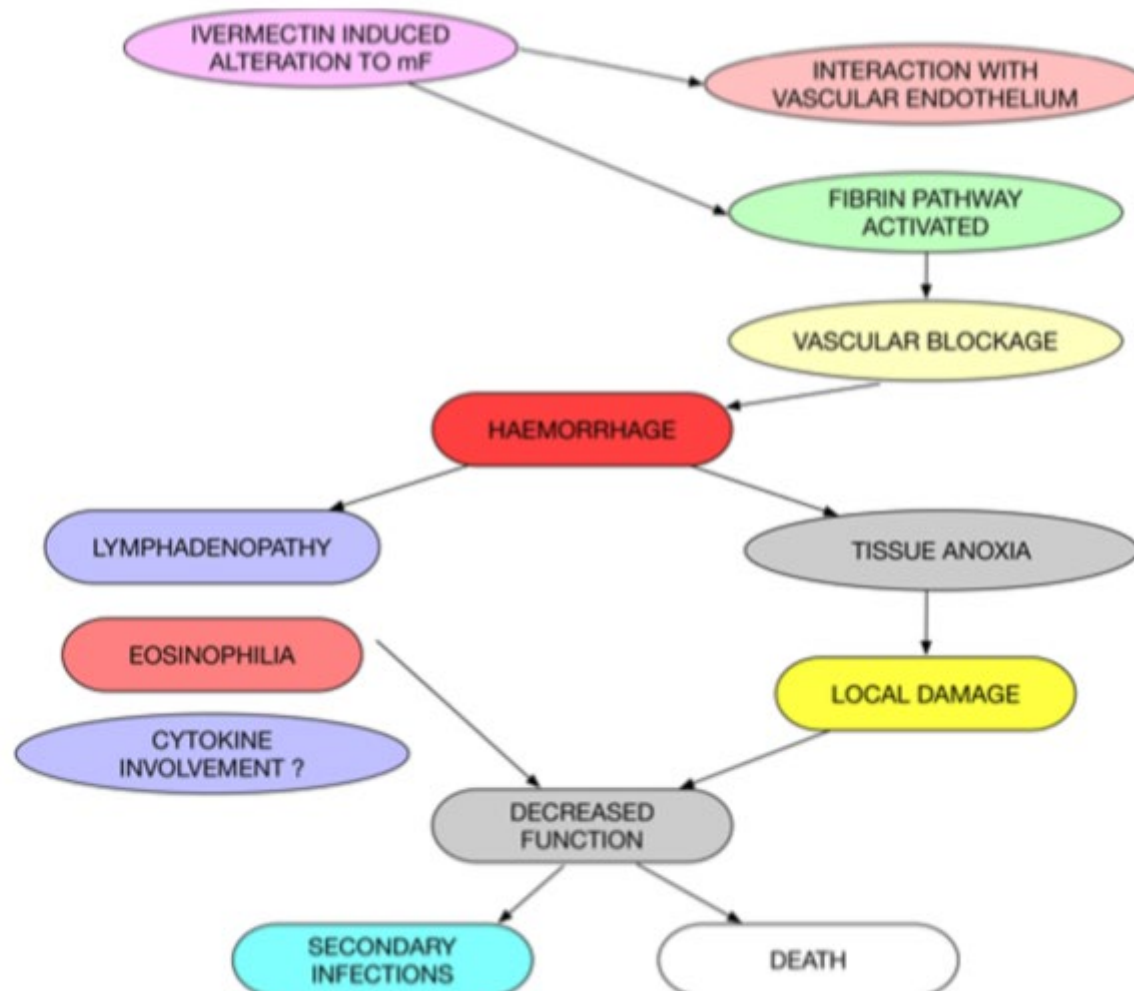 IVERMECTIN INDUCED
ALTERATION TO mF
INTERACTION WITH
VASCULAR ENDOTHELIUM
FIBRIN PATHWAY
ACTIVATED
VASCULAR BLOCKAGE
HAEMORRHAGE
LYMPHADENOPATHY
TISSUE ANOXIA
EOSINOPHILIA
LOCAL DAMAGE
CYTOKINE
INVOLVEMENT ?
DECREASED
FUNCTION
SECONDARY
INFECTIONS
DEATH